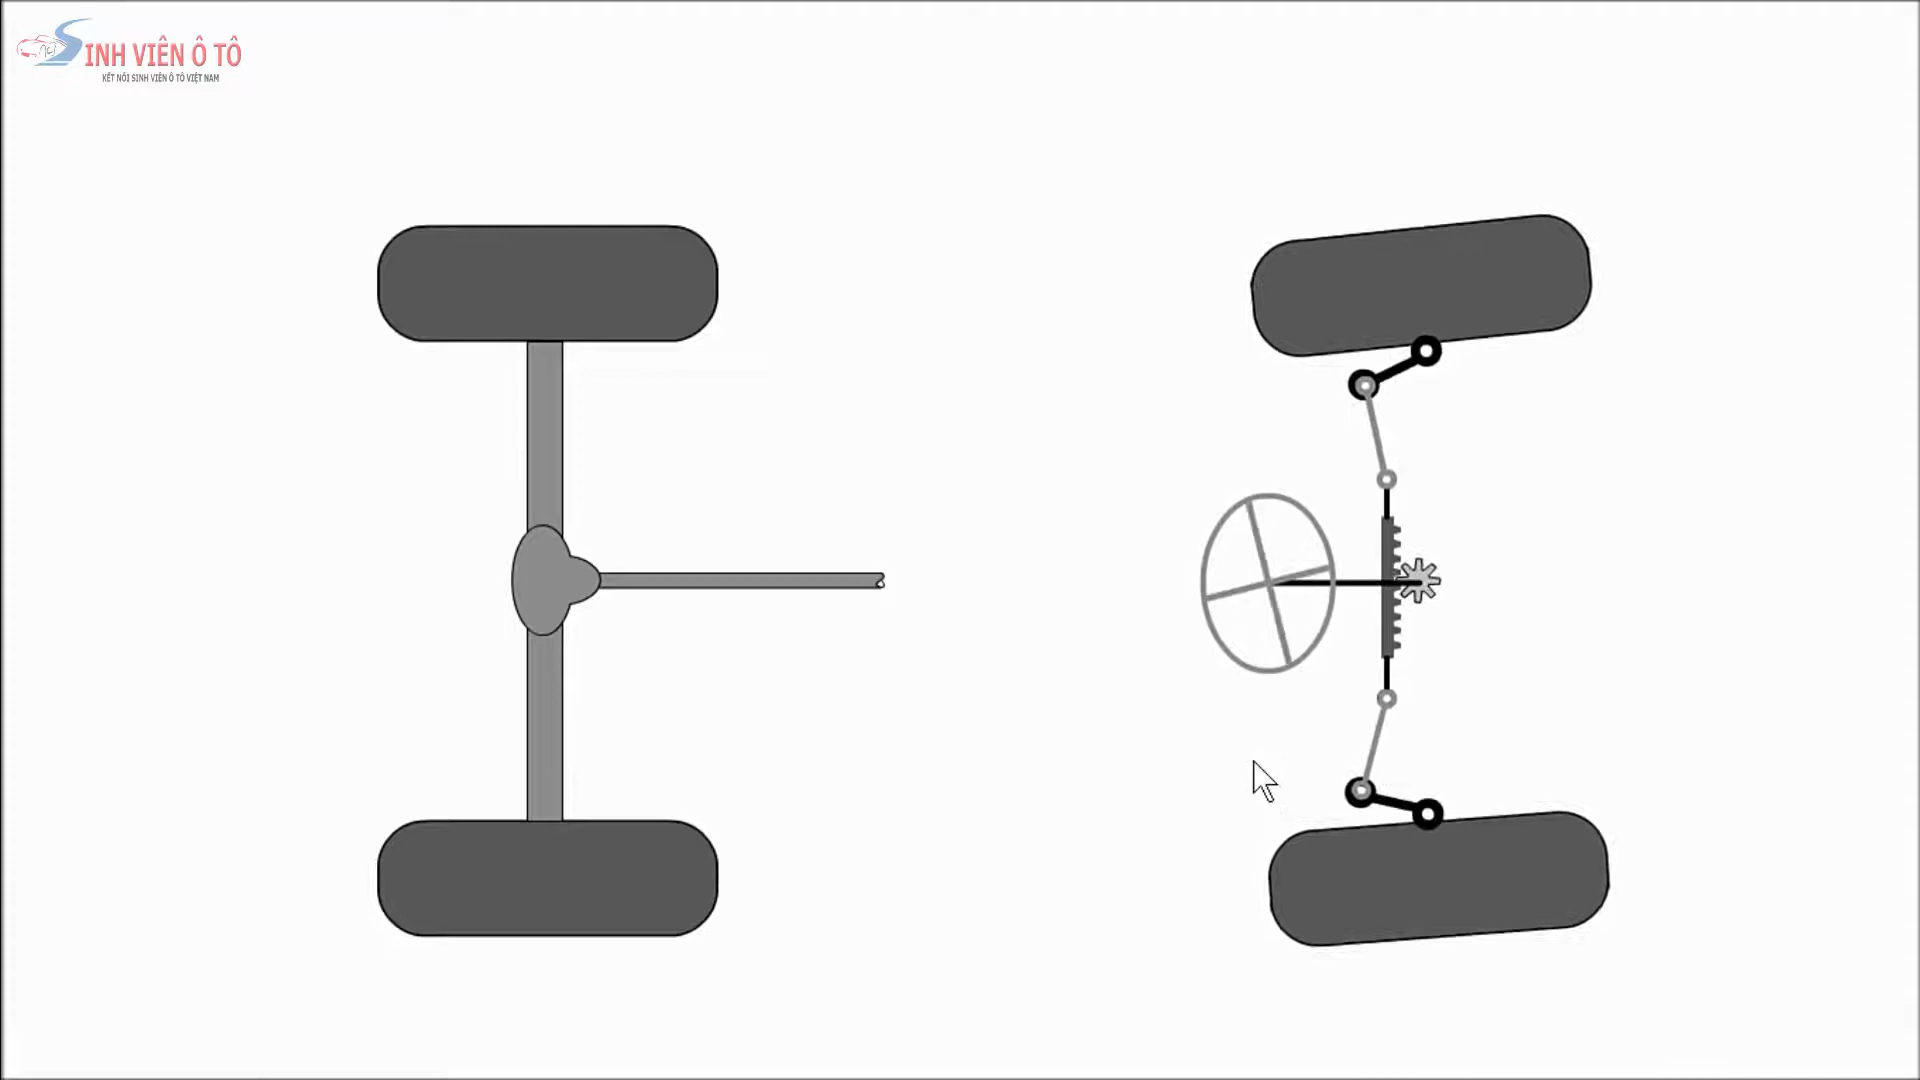 SINH VIÊN Ô TÔ
KẾT NỐI SINH VIÊN Ô TÔ VIỆT NAM